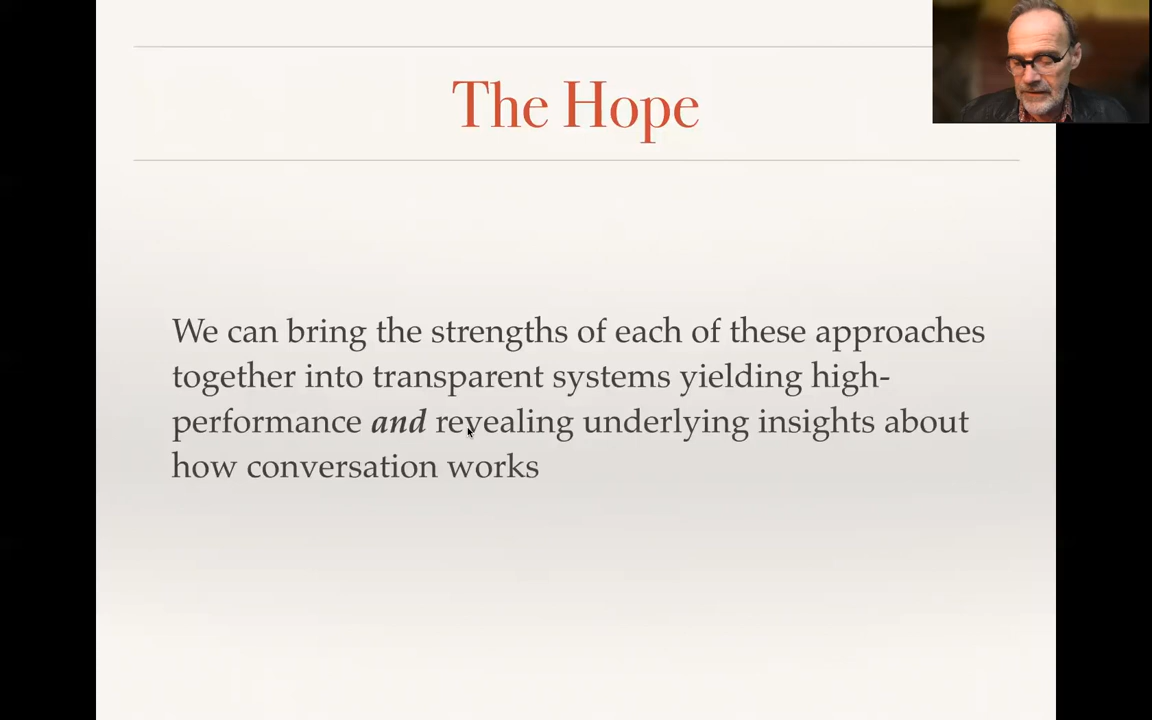 The Hope
We can bring the strengths of each of these approaches
together into transparent systems yielding high-
performance and revealing underlying insights about
how conversation works